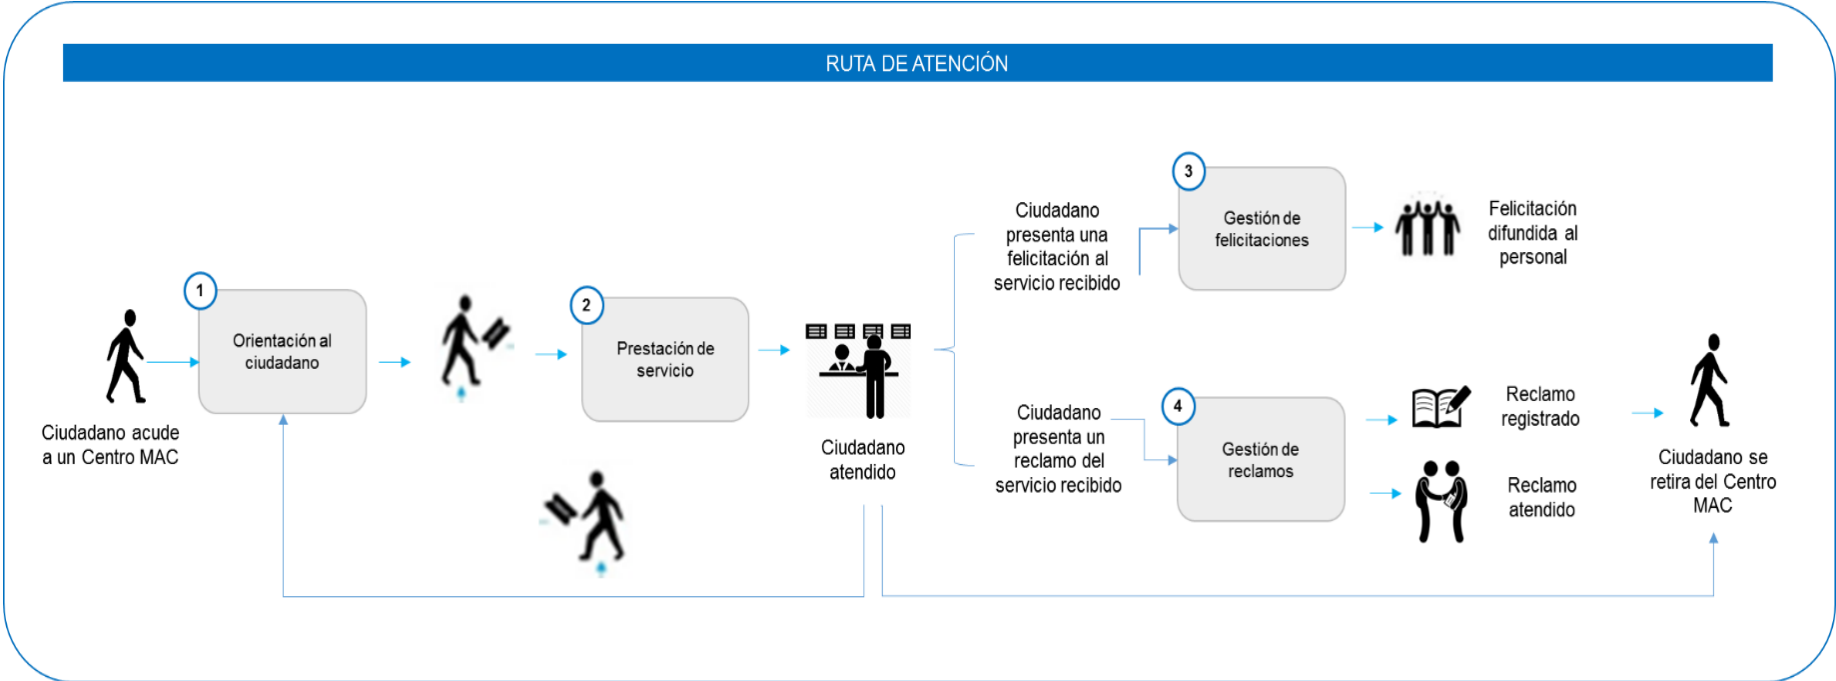 RUTA DE ATENCIÓN
Ciudadano acude
a un Centro MAC
1
Orientación al
ciudadano
2
Prestación de
servicio
Ciudadano
atendido
Ciudadano
presenta una
felicitación al
servicio recibido
3
Gestión de
felicitaciones
Felicitación
difundida al
personal
Ciudadano
presenta un
reclamo del
servicio recibido
4
Gestión de
reclamos
Reclamo
registrado
Reclamo
atendido
Ciudadano se
retira del Centro
MAC